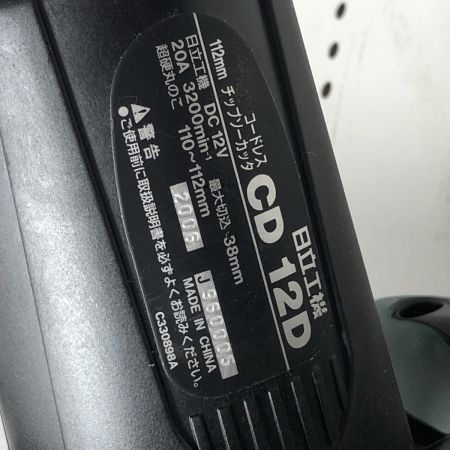 112mm
コードレス
チップソーカッタ
CD 12D
日立工機
日立工機 DC 12V
20A 3200min⁻¹ 最大切込 38mm
超硬丸のこ 110～112mm
2006
⚠ 警告
●ご使用前に取扱説明書を必ずよくお読みください。
MADE IN CHINA
C330898A